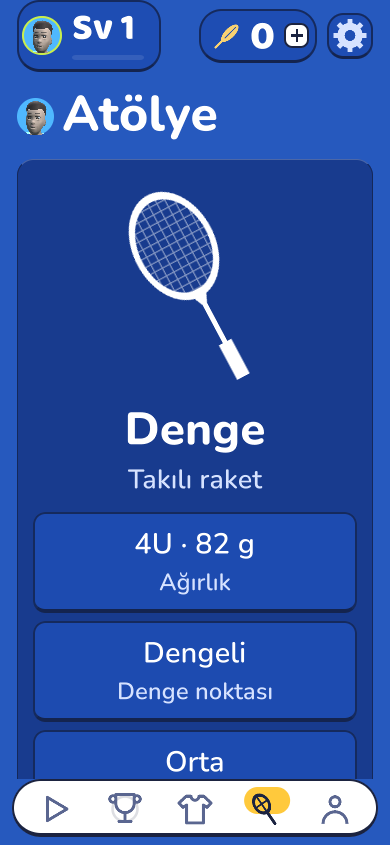 Sv 1
0
Atölye
Denge
Takılı raket
4U · 82 g
Ağırlık
Dengeli
Denge noktası
Orta